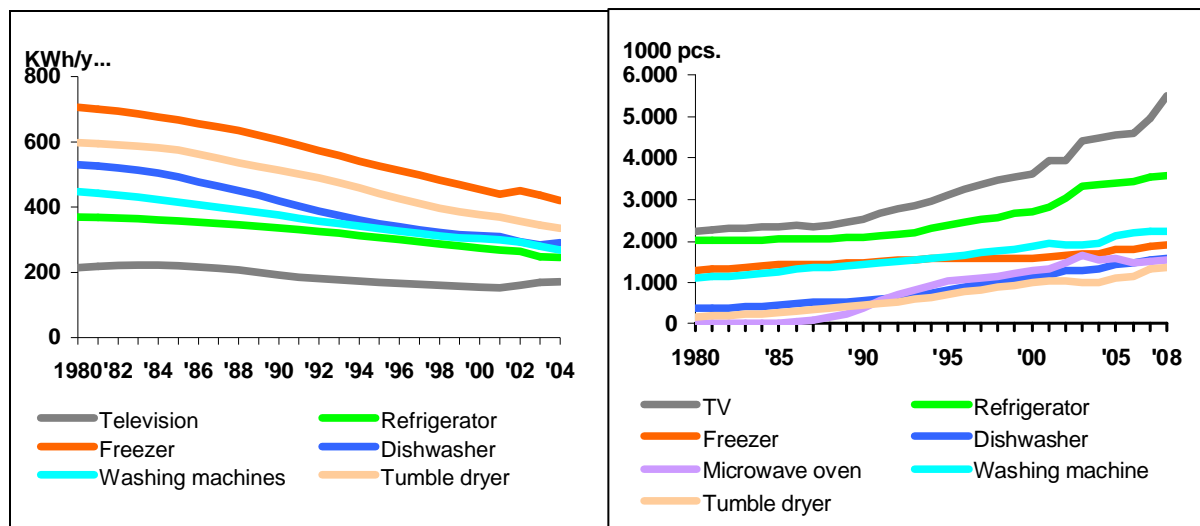 KWh/y...
800
600
400
200
0
1980 '82 '84 '86 '88 '90 '92 '94 '96 '98 '00 '02 '04
Television Refrigerator
Freezer Dishwasher
Washing machines Tumble dryer
1000 pcs.
6.000
5.000
4.000
3.000
2.000
1.000
0
1980 '85 '90 '95 '00 '05 '08
TV Refrigerator
Freezer Dishwasher
Microwave oven Washing machine
Tumble dryer